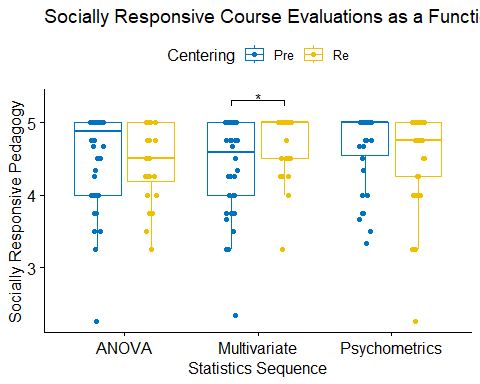 Socially Responsive Course Evaluations as a Functi
Centering Pre Re
*
5
4
3
Socially Responsive Pedagogy
ANOVA Multivariate Psychometrics
Statistics Sequence